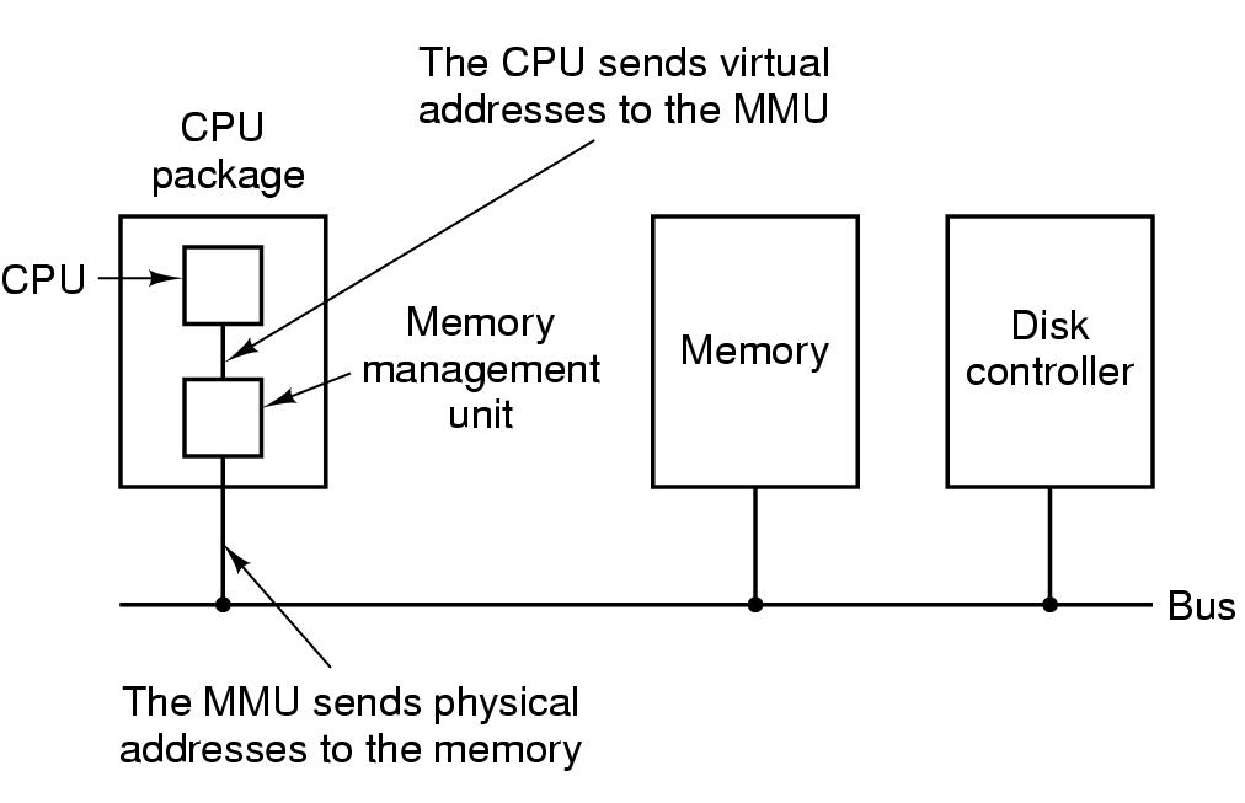 The CPU sends virtual
addresses to the MMU
CPU
package
CPU
Memory
management
unit
Memory
Disk
controller
Bus
The MMU sends physical
addresses to the memory